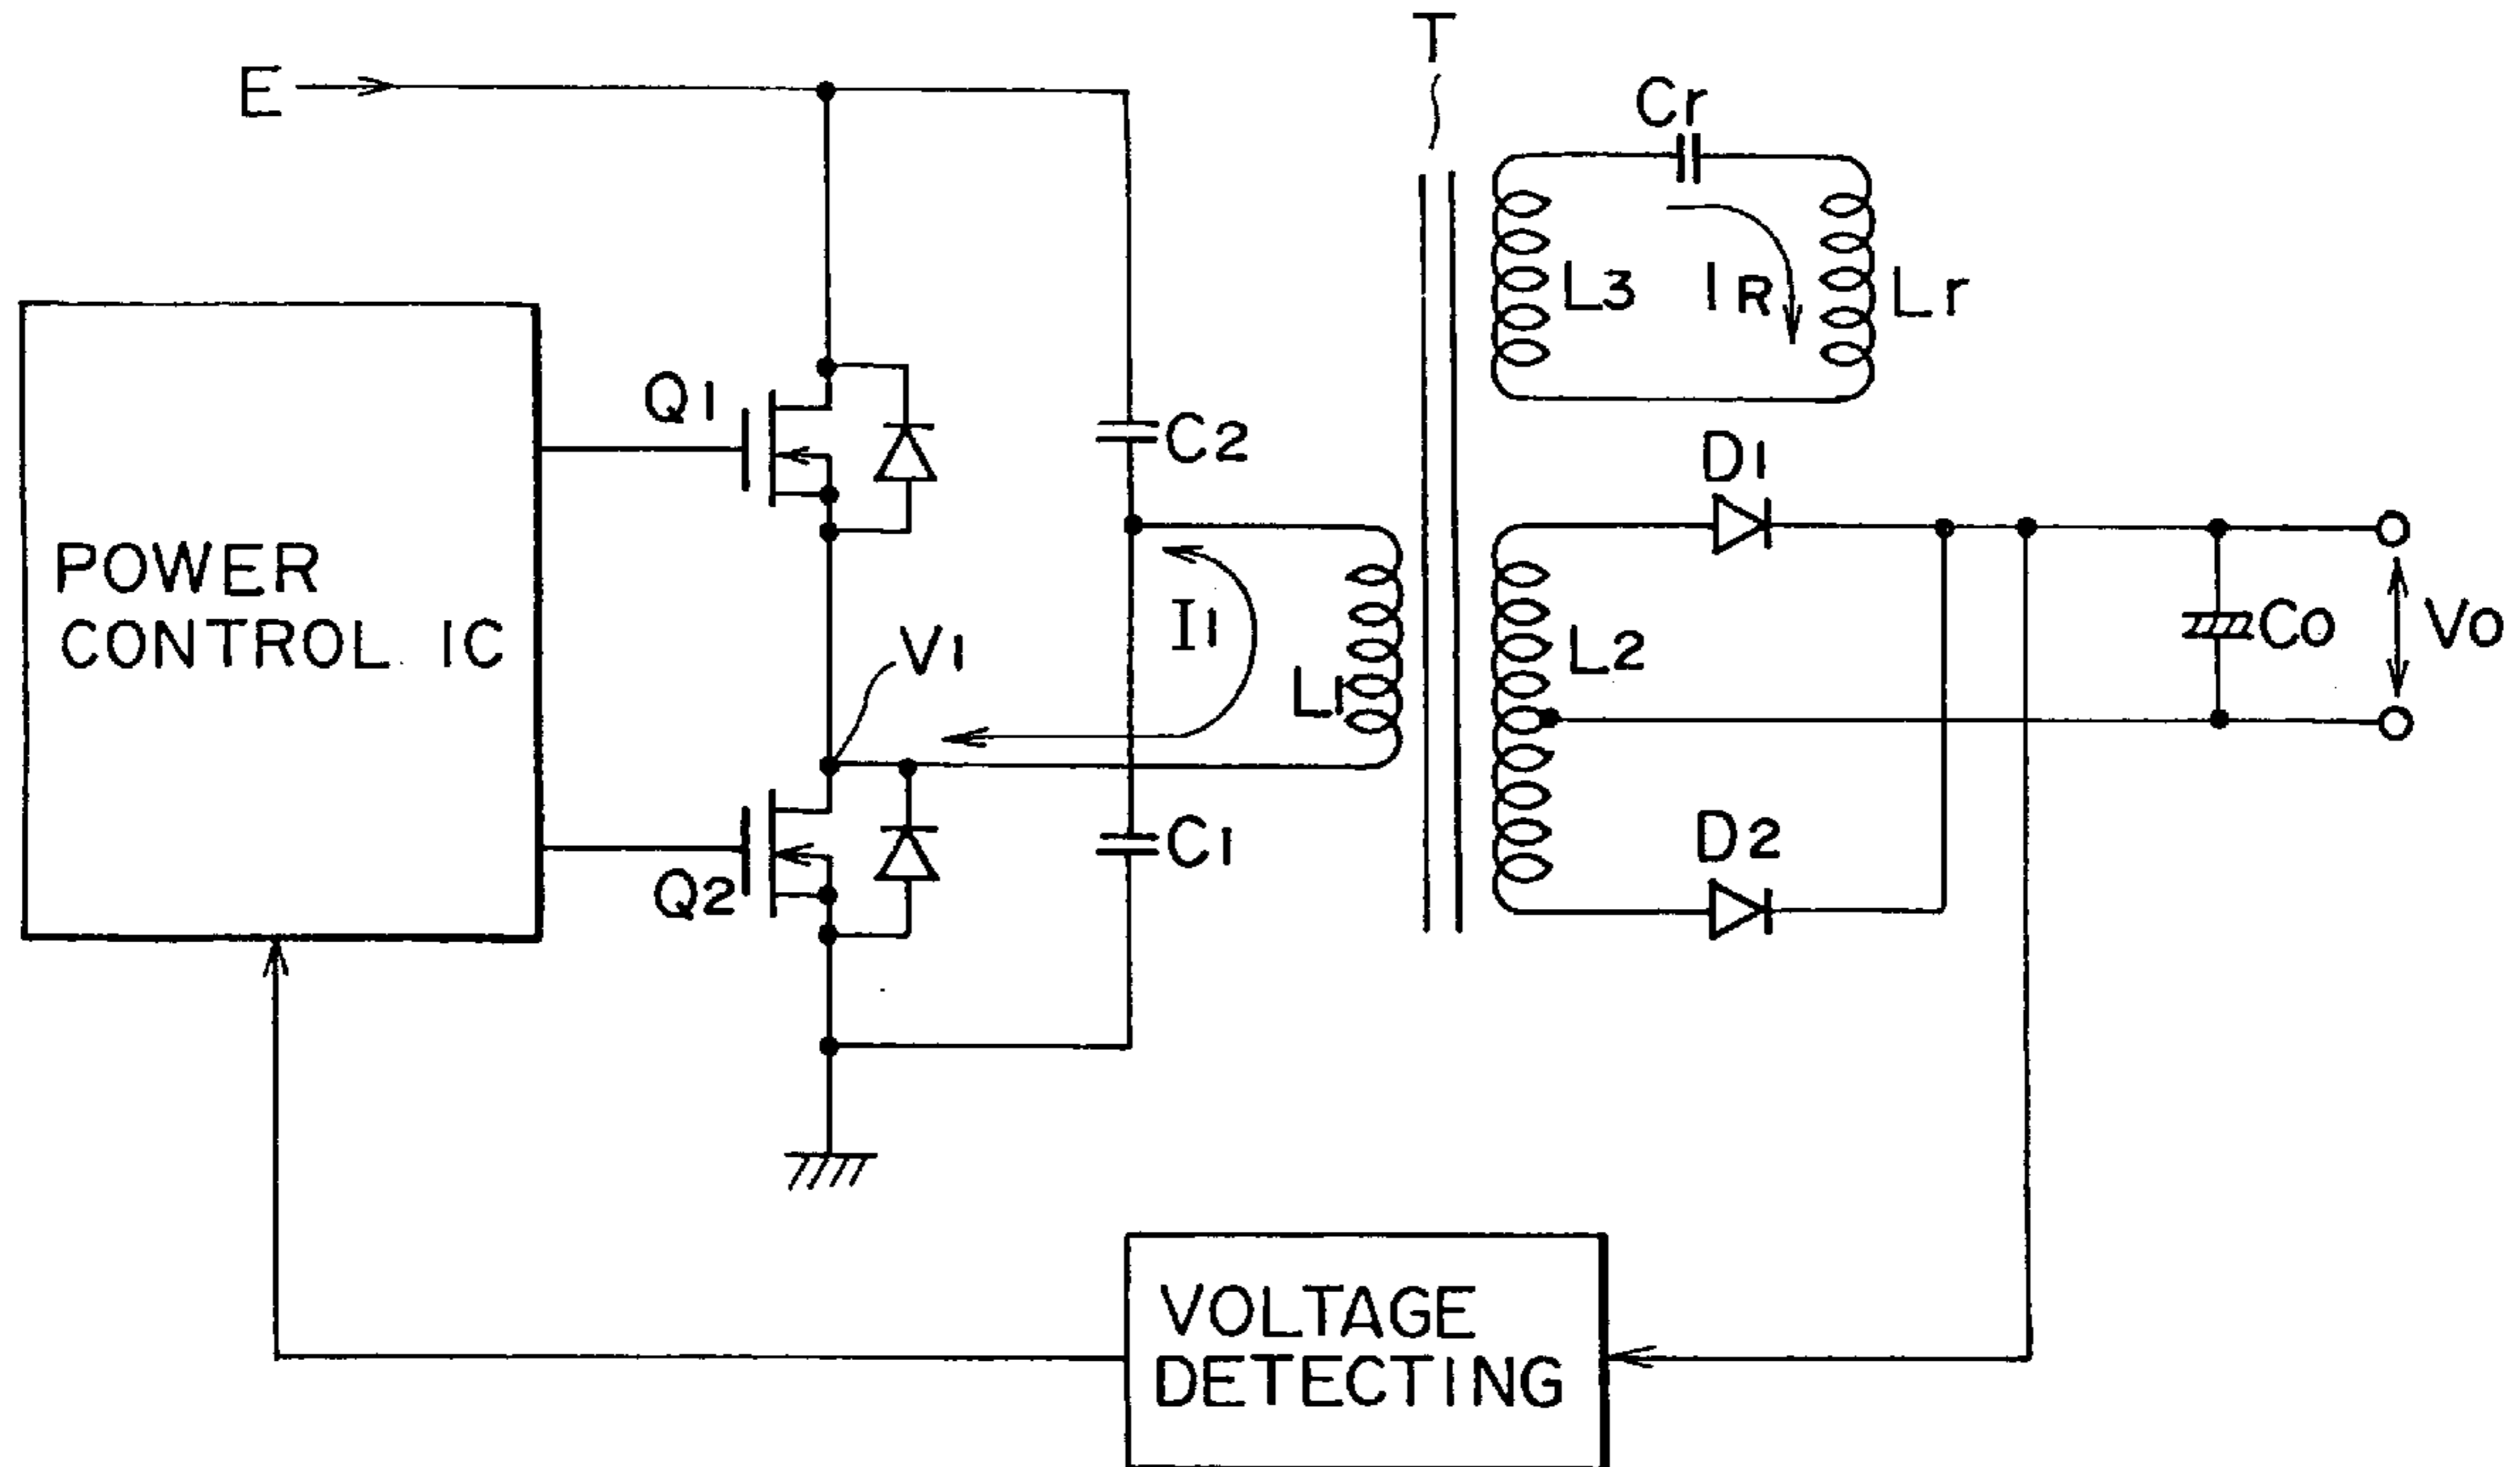 T
E
Cr
L3
IR
Lr
Q1
C2
D1
POWER
CONTROL IC
V1
I1
L1
L2
Co
Vo
Q2
C1
D2
VOLTAGE
DETECTING